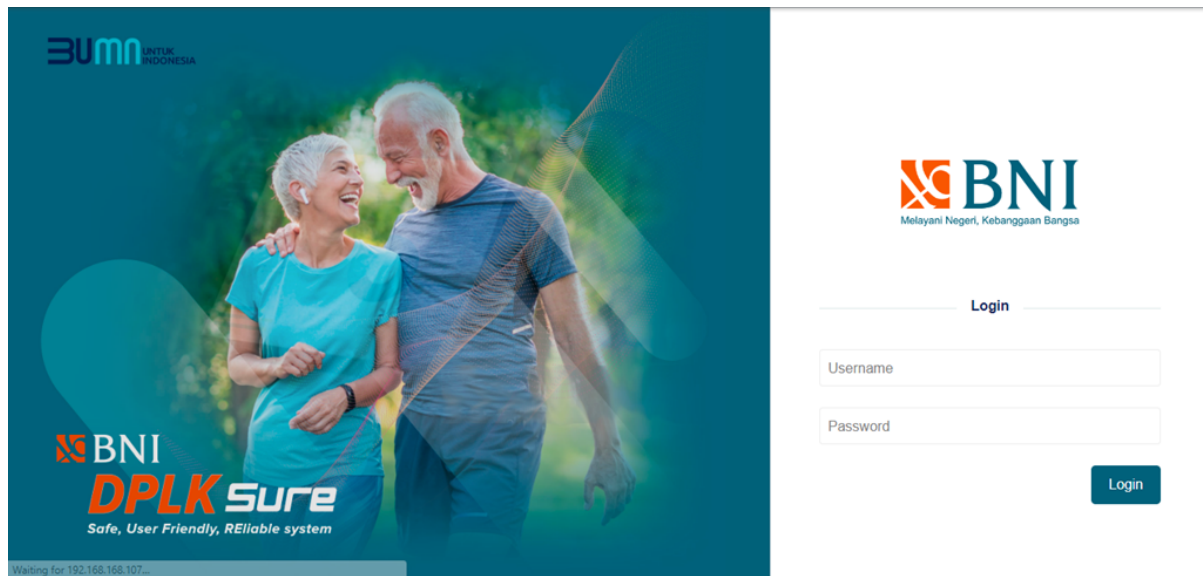 BUMN UNTUK
INDONESIA
BNI
DPLK Sure
Safe, User Friendly, REliable system
Waiting for 192.168.168.107...
BNI
Melayani Negeri, Kebanggaan Bangsa
Login
Username
Password
Login